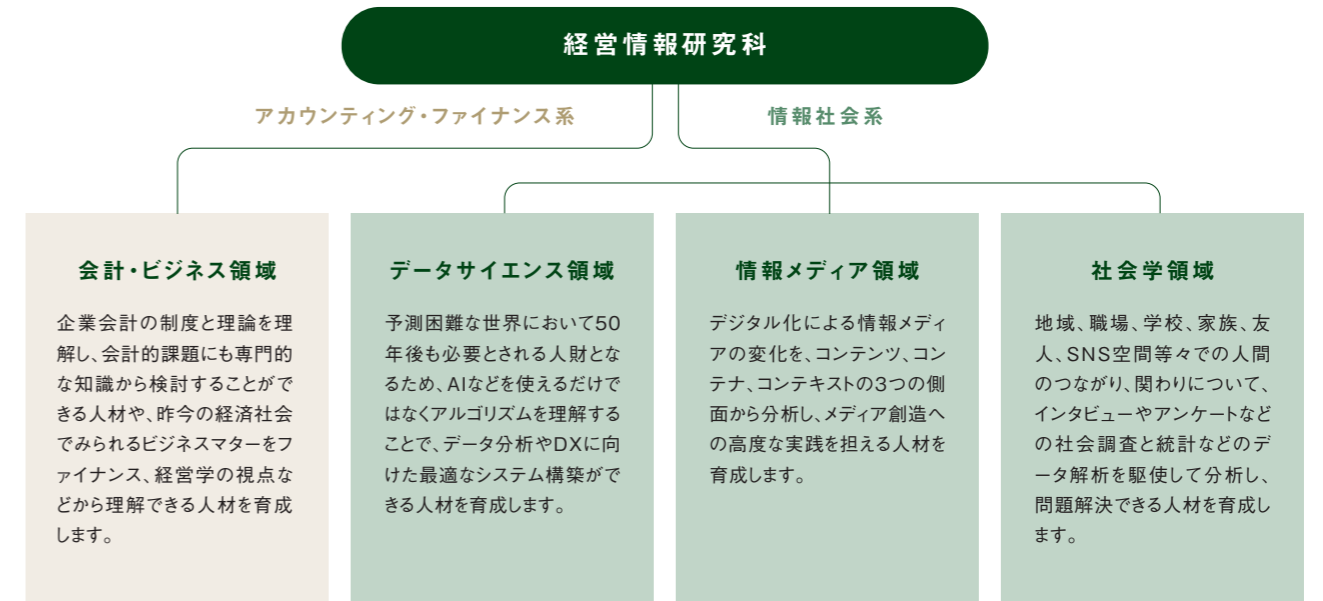 経営情報研究科
アカウンティング・ファイナンス系
情報社会系
会計・ビジネス領域
企業会計の制度と理論を理
解し、会計的課題にも専門的
な知識から検討することがで
きる人材や、昨今の経済社会
でみられるビジネスマターをフ
ァイナンス、経営学の視点な
どから理解できる人材を育成
します。
データサイエンス領域
予測困難な世界において50
年後も必要とされる人財とな
るため、AIなどを使えるだけで
はなくアルゴリズムを理解する
ことで、データ分析やDXに向
けた最適なシステム構築がで
きる人材を育成します。
情報メディア領域
デジタル化による情報メディ
アの変化を、コンテンツ、コン
テナ、コンテキストの3つの側
面から分析し、メディア創造へ
の高度な実践を担える人材を
育成します。
社会学領域
地域、職場、学校、家族、友
人、SNS空間等々での人間
のつながり、関わりについて、
インタビューやアンケートなど
の社会調査と統計などのデ
ータ解析を駆使して分析し、
問題解決できる人材を育成し
ます。